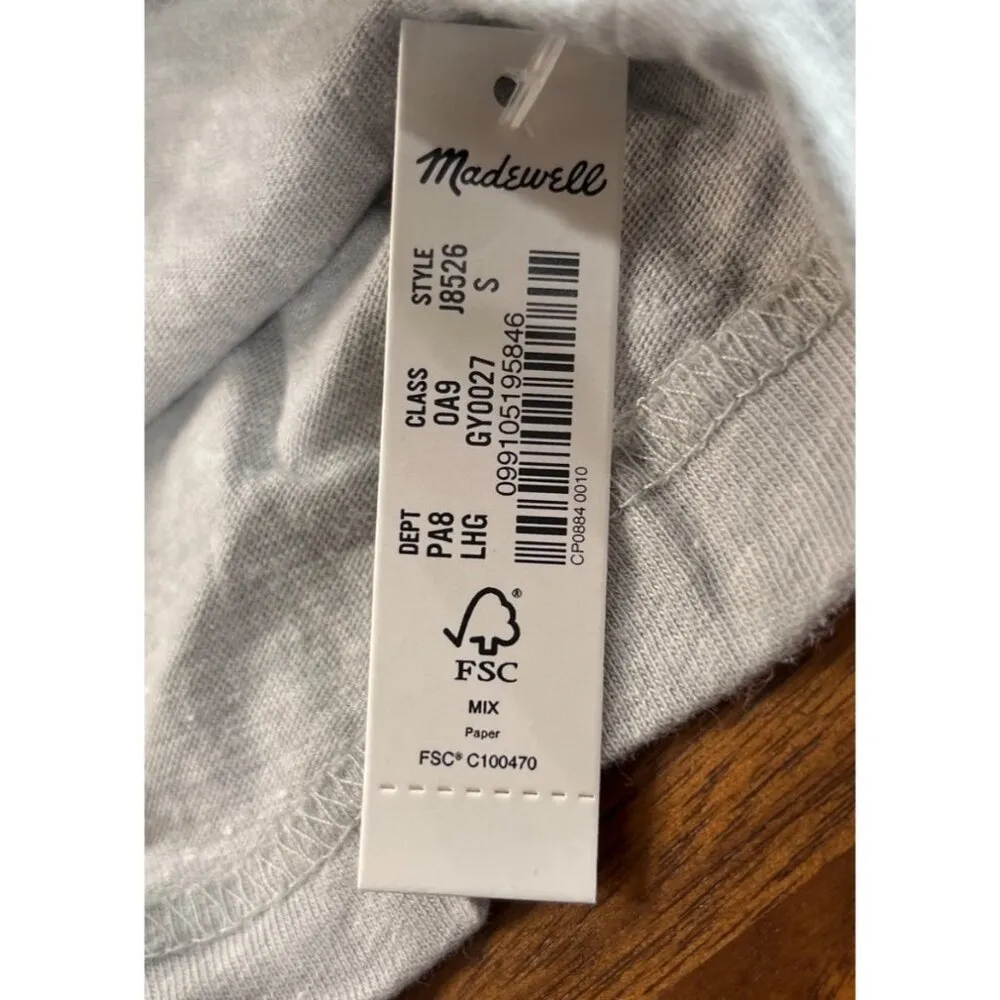 Madewell
DEPT CLASS STYLE
PA8 0A9 J8526
LHG GY0027 S
099105195846
CP0884 0010
FSC®
MIX
Paper
FSC® C100470